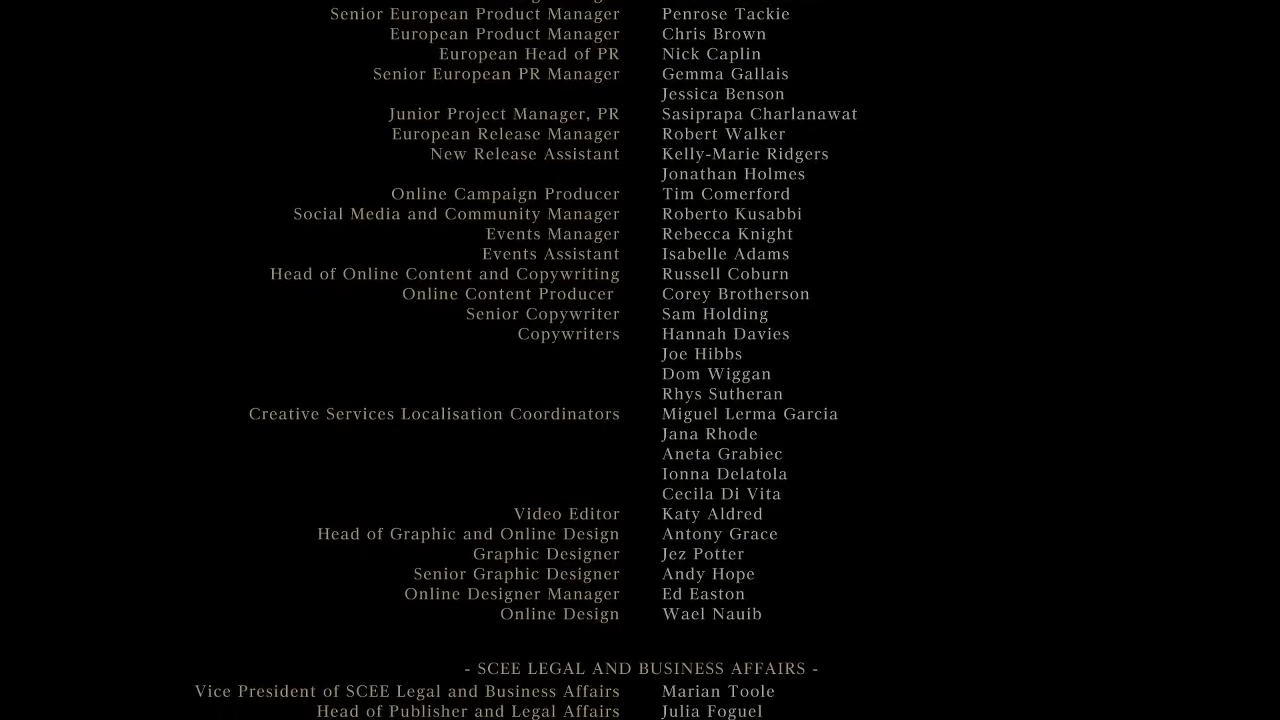 Senior European Product Manager Penrose Tackie
European Product Manager Chris Brown
European Head of PR Nick Caplin
Senior European PR Manager Gemma Gallais
Jessica Benson
Junior Project Manager, PR Sasiprapa Charlanawat
European Release Manager Robert Walker
New Release Assistant Kelly-Marie Ridgers
Jonathan Holmes
Online Campaign Producer Tim Comerford
Social Media and Community Manager Roberto Kusabbi
Events Manager Rebecca Knight
Events Assistant Isabelle Adams
Head of Online Content and Copywriting Russell Coburn
Online Content Producer Corey Brotherson
Senior Copywriter Sam Holding
Copywriters Hannah Davies
Joe Hibbs
Dom Wiggan
Rhys Sutheran
Creative Services Localisation Coordinators Miguel Lerma Garcia
Jana Rhode
Aneta Grabiec
Ionna Delatola
Cecila Di Vita
Video Editor Katy Aldred
Head of Graphic and Online Design Antony Grace
Graphic Designer Jez Potter
Senior Graphic Designer Andy Hope
Online Designer Manager Ed Easton
Online Design Wael Nauib
- SCEE LEGAL AND BUSINESS AFFAIRS -
Vice President of SCEE Legal and Business Affairs Marian Toole
Head of Publisher and Legal Affairs Julia Foguel